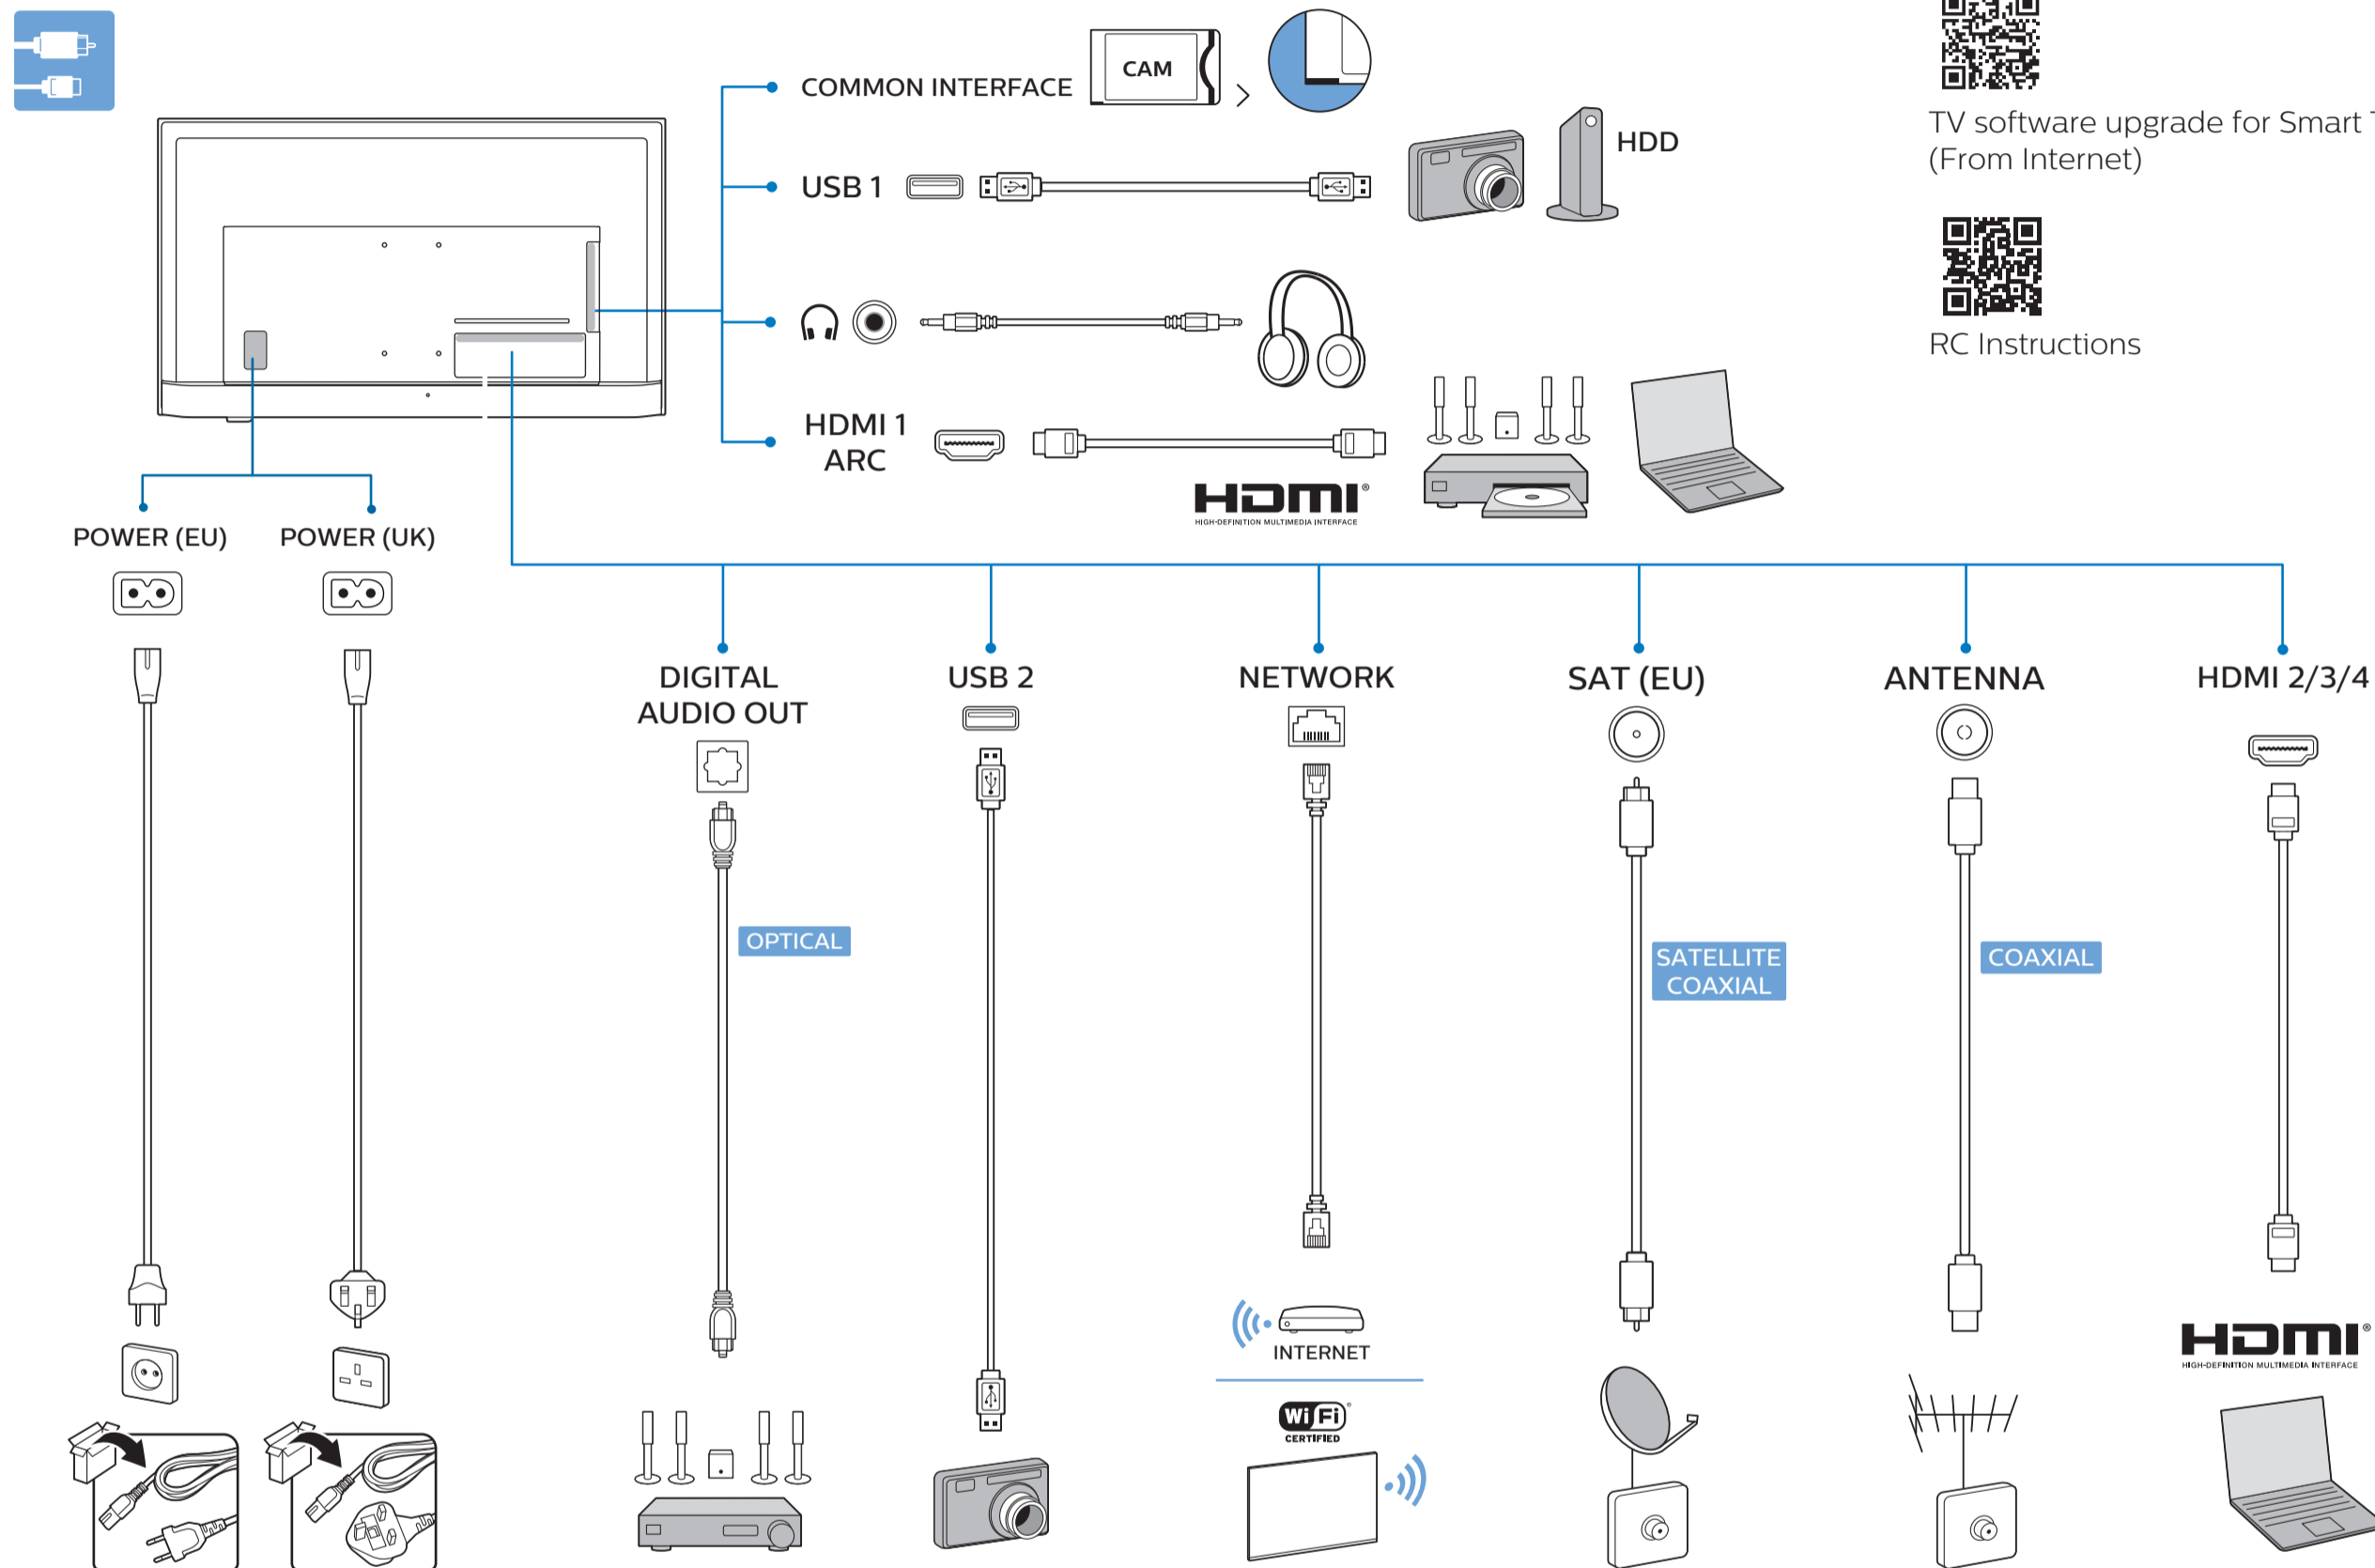 COMMON INTERFACE
CAM
USB 1
HDD
TV software upgrade for Smart
(From Internet)
RC Instructions
HDMI 1
ARC
HDMI®
HIGH-DEFINITION MULTIMEDIA INTERFACE
POWER (EU)
POWER (UK)
DIGITAL
AUDIO OUT
USB 2
NETWORK
SAT (EU)
ANTENNA
HDMI 2/3/4
OPTICAL
SATELLITE
COAXIAL
COAXIAL
INTERNET
Wi Fi®
CERTIFIED
HDMI®
HIGH-DEFINITION MULTIMEDIA INTERFACE